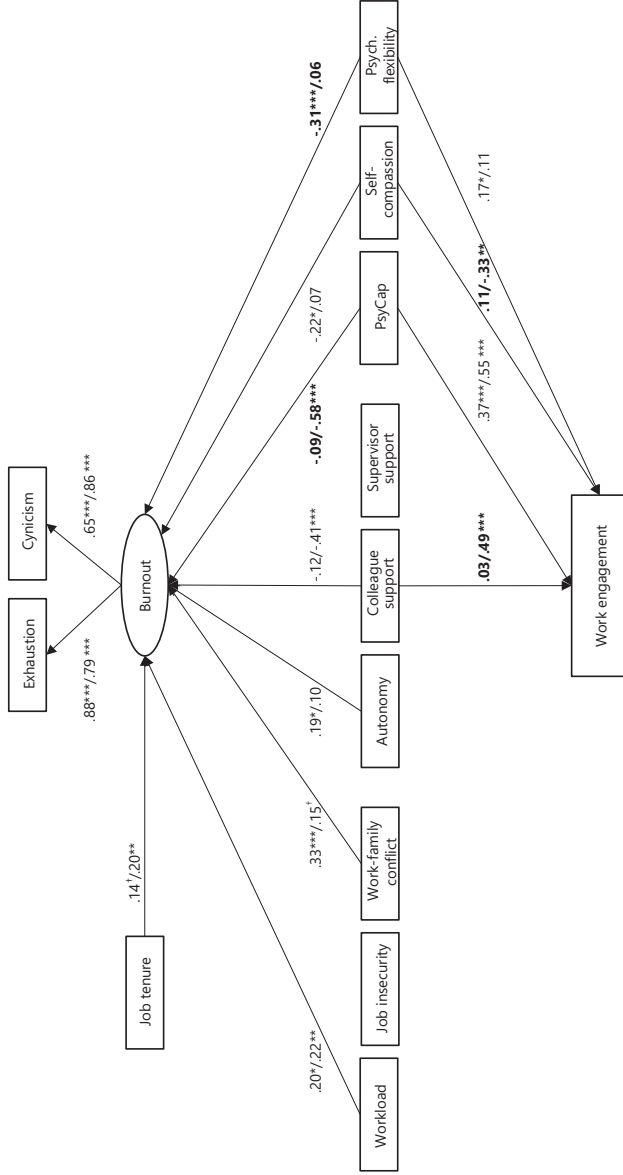 Exhaustion
Cynicism
.88***/.79 ***
.65***/.86 ***
Job tenure
.14†/.20**
Burnout
.20*/.22**
.33***/.15†
.19*/.10
-.12/-.41***
-.09/-.58***
-.22*/.07
-.31***/.06
Workload
Job insecurity
Work-family
conflict
Autonomy
Colleague
support
Supervisor
support
PsyCap
Self-
compassion
Psych.
flexibility
.03/.49***
.37***/.55 ***
.11/-.33**
.17*/.11
Work engagement